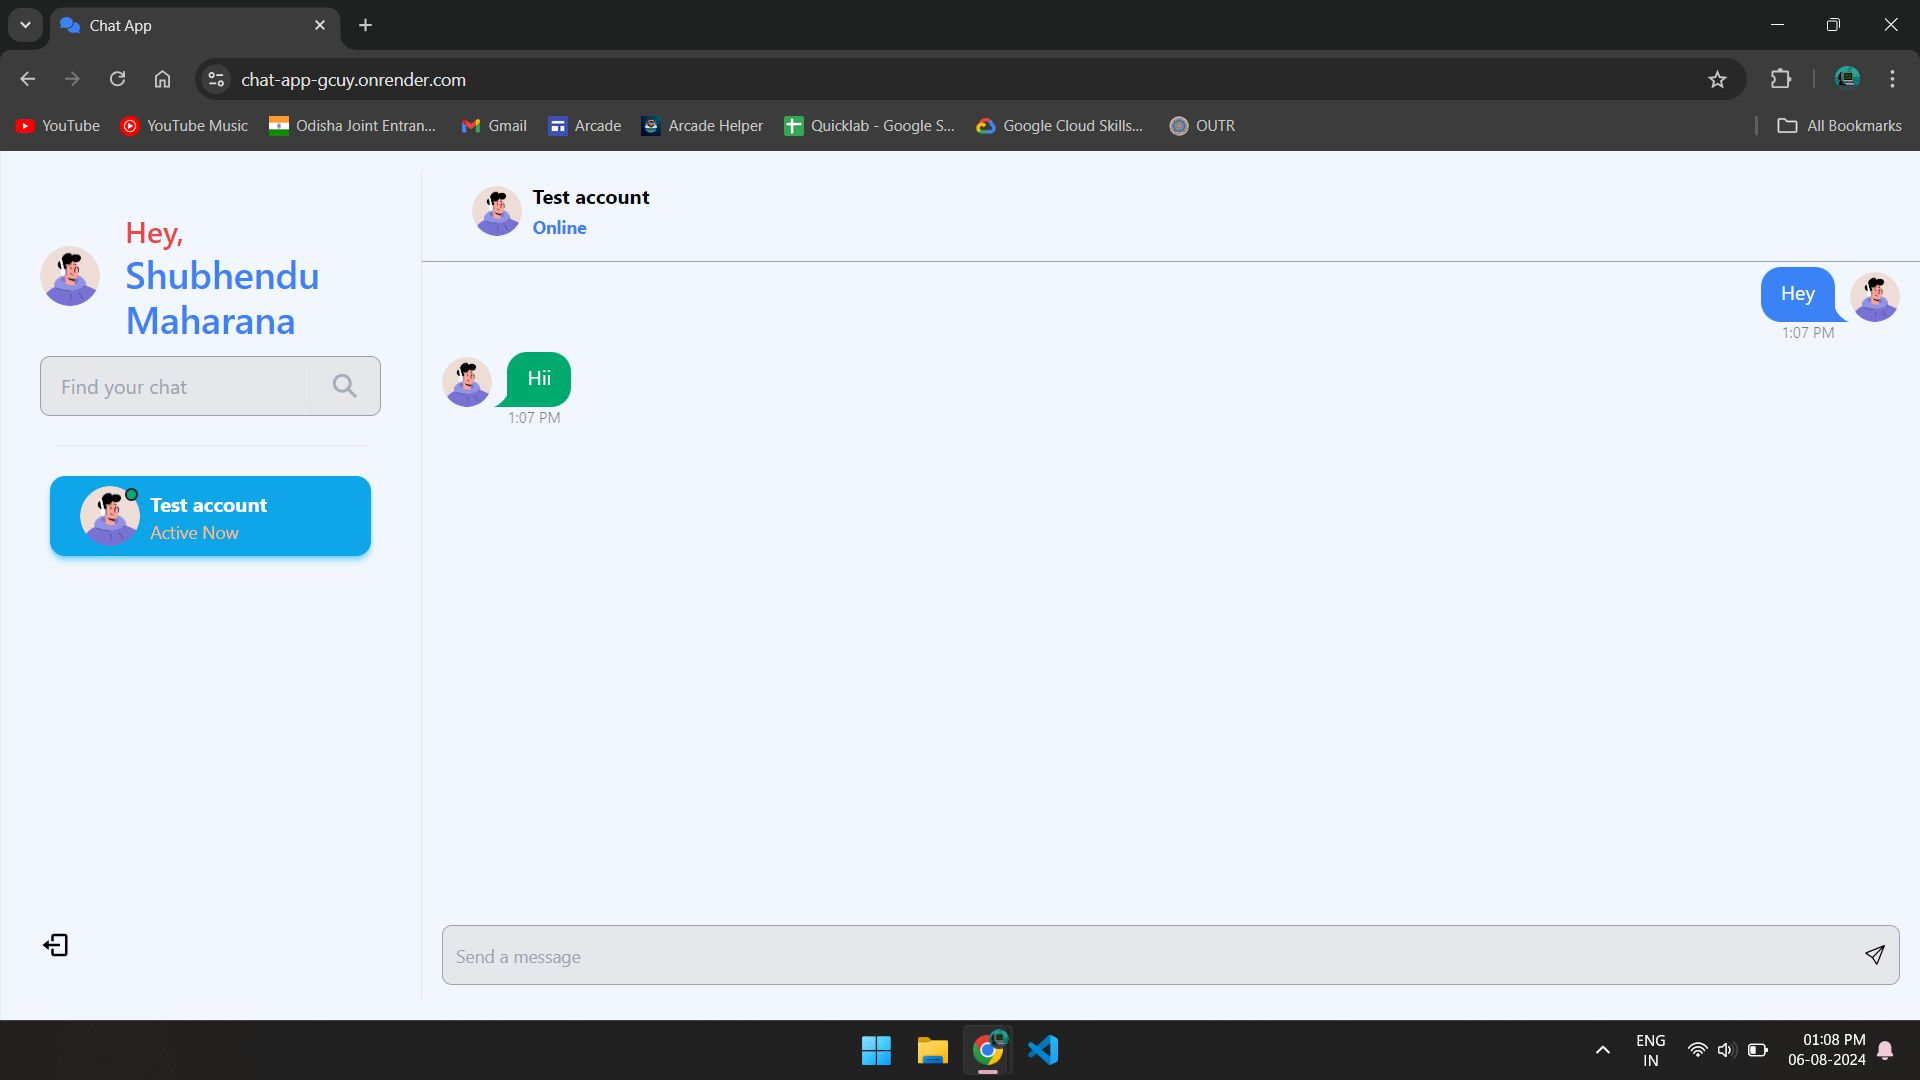 Chat App
chat-app-gcuy.onrender.com
YouTube
YouTube Music
Odisha Joint Entran...
Gmail
Arcade
Arcade Helper
Quicklab - Google S...
Google Cloud Skills...
OUTR
All Bookmarks
Hey,
Shubhendu
Maharana
Find your chat
Test account
Active Now
Test account
Online
Hey
1:07 PM
Hii
1:07 PM
Send a message
ENG
IN
01:08 PM
06-08-2024